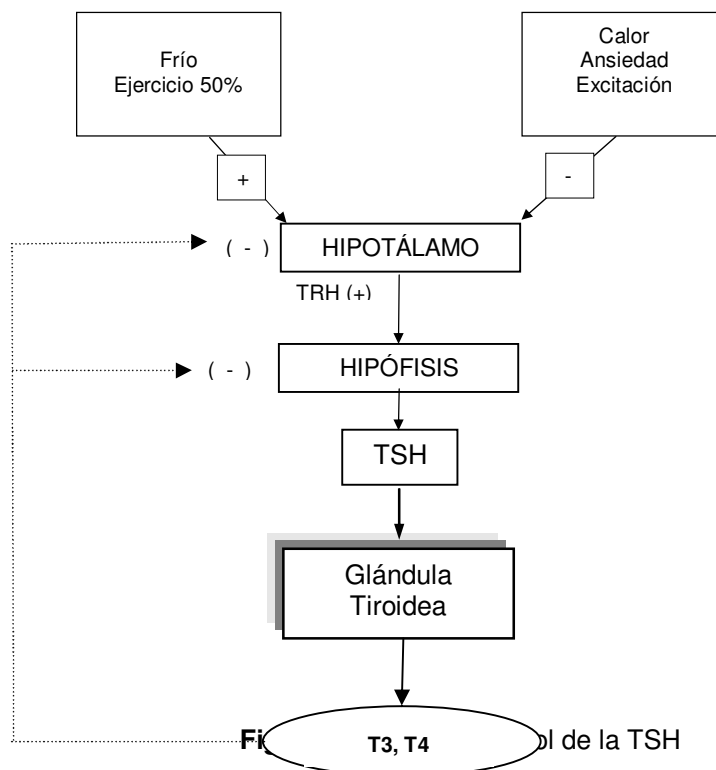 Frío
Ejercicio 50%
Calor
Ansiedad
Excitación
+
-
( - )
HIPOTÁLAMO
TRH (+)
( - )
HIPÓFISIS
TSH
Glándula
Tiroidea
T3, T4
de la TSH